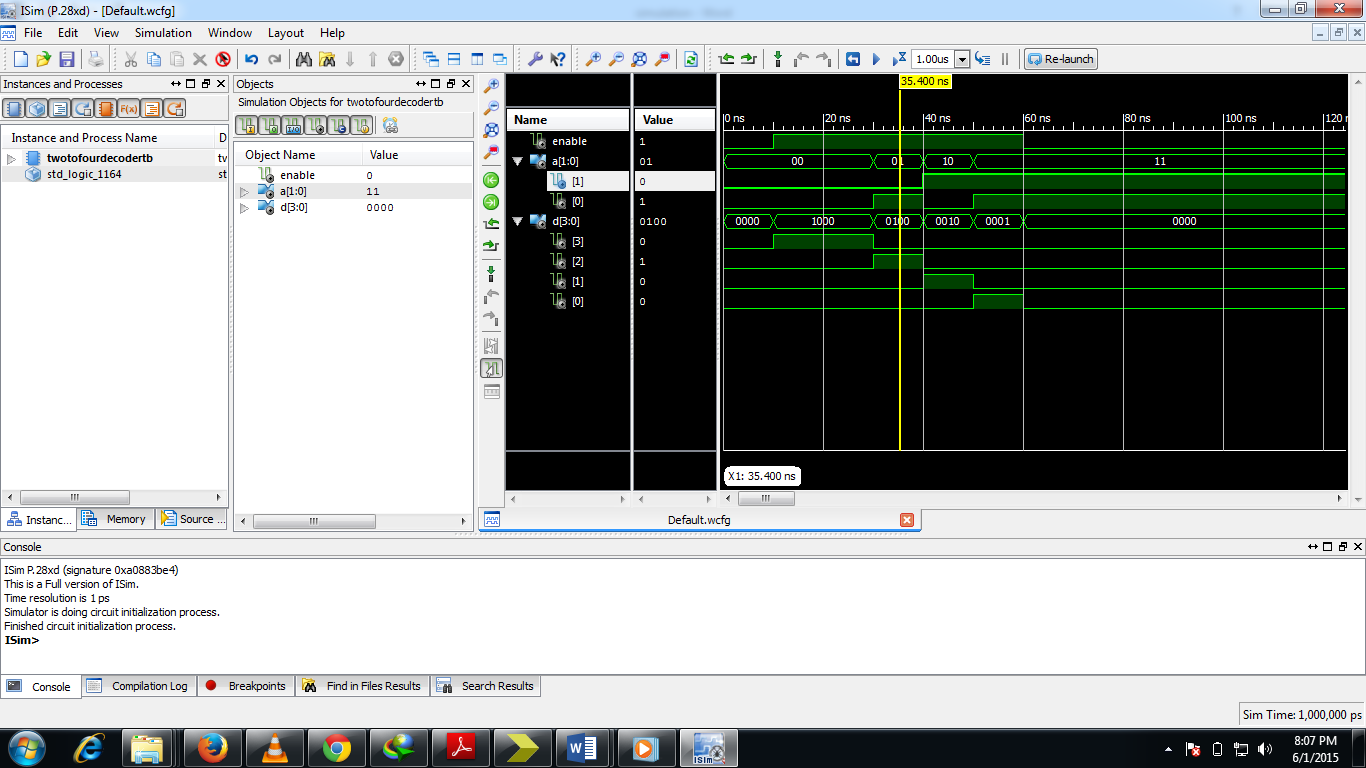 ISim (P.28xd) - [Default.wcfg]
File Edit View Simulation Window Layout Help
1.00us Re-launch
Instances and Processes
Instance and Process Name D
twotofourdecodertb tv
std_logic_1164 st
Instanc... Memory Source ...
Objects
Simulation Objects for twotofourdecodertb
Object Name Value
enable 0
a[1:0] 11
d[3:0] 0000
Name Value
enable 1
a[1:0] 01
[1] 0
[0] 1
d[3:0] 0100
[3] 0
[2] 1
[1] 0
[0] 0
35.400 ns
0 ns 20 ns 40 ns 60 ns 80 ns 100 ns 120 n
00 01 10 11
0000 1000 0100 0010 0001 0000
X1: 35.400 ns
Default.wcfg
Console
ISim P.28xd (signature 0xa0883be4)
This is a Full version of ISim.
Time resolution is 1 ps
Simulator is doing circuit initialization process.
Finished circuit initialization process.
ISim>
Console Compilation Log Breakpoints Find in Files Results Search Results
Sim Time: 1,000,000 ps
ISim
8:07 PM
6/1/2015